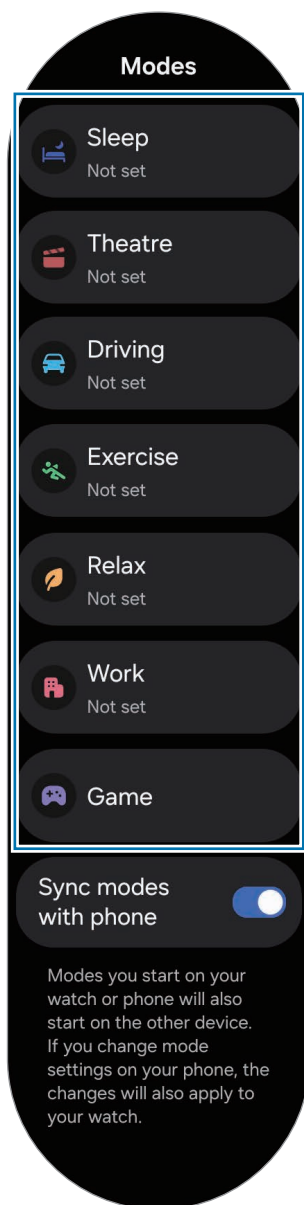 Modes
Sleep
Not set
Theatre
Not set
Driving
Not set
Exercise
Not set
Relax
Not set
Work
Not set
Game
Sync modes
with phone
Modes you start on your
watch or phone will also
start on the other device.
If you change mode
settings on your phone, the
changes will also apply to
your watch.